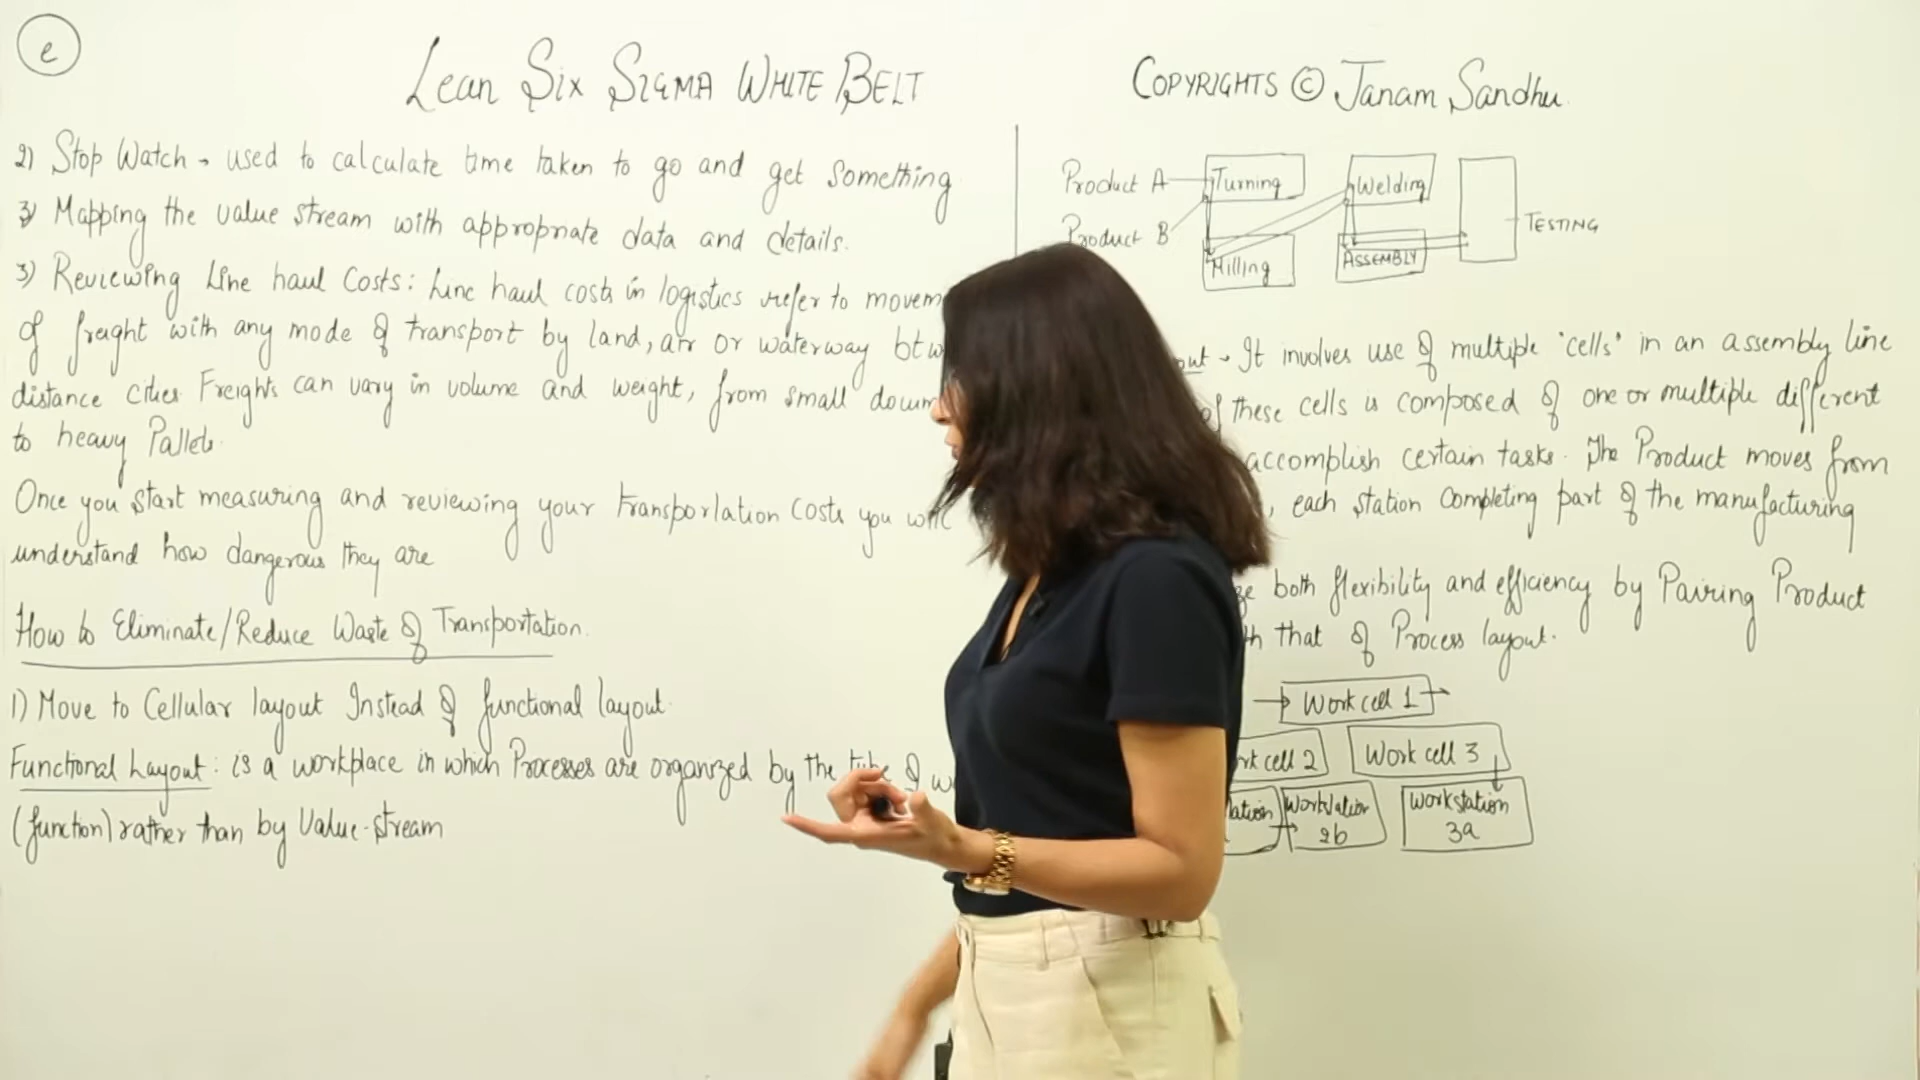 e
Lean Six Sigma White Belt
Copyrights © Janam Sandhu
2) Stop Watch → used to calculate time taken to go and get something
3) Mapping the value stream with appropriate data and details.
3) Reviewing Line haul Costs: Line haul costs in logistics refer to movem
of freight with any mode of transport by land, air or waterway btw
distance cities Freights can vary in volume and weight, from small
to heavy Pallets.
Once you start measuring and reviewing your transportation costs you will
understand how dangerous they are
How to Eliminate/Reduce Waste of Transportation.
1) Move to Cellular layout Instead of functional layout.
Functional Layout: is a workplace in which Processes are organized by the
(function) rather than by Value-stream
Product A
Product B
Turning
Milling
Welding
ASSEMBLY
TESTING
out → It involves use of multiple 'cells' in an assembly line
of these cells is composed of one or multiple different
accomplish certain tasks. The Product moves from
, each station completing part of the manufacturing
both flexibility and efficiency by Pairing Product
that of Process layout.
Work cell 1
cell 2
Work cell 3
Workstation 2b
Workstation 3a